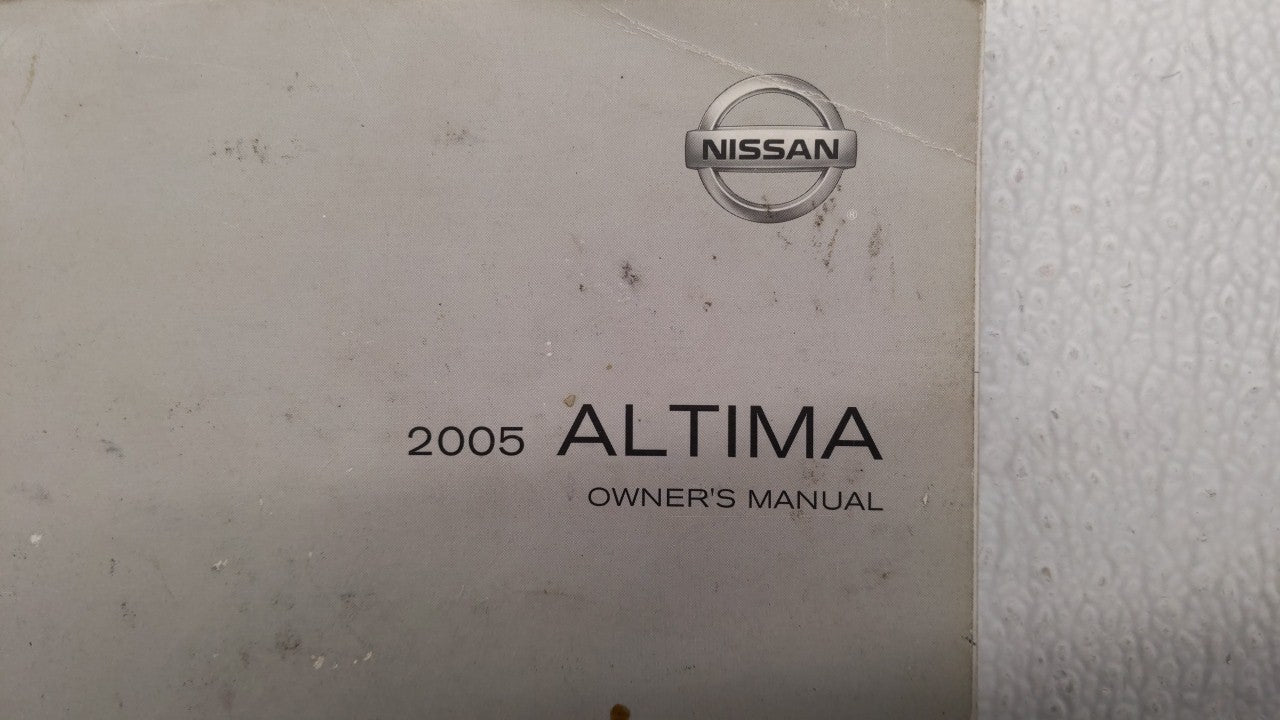 NISSAN
®
2005 ALTIMA
OWNER'S MANUAL